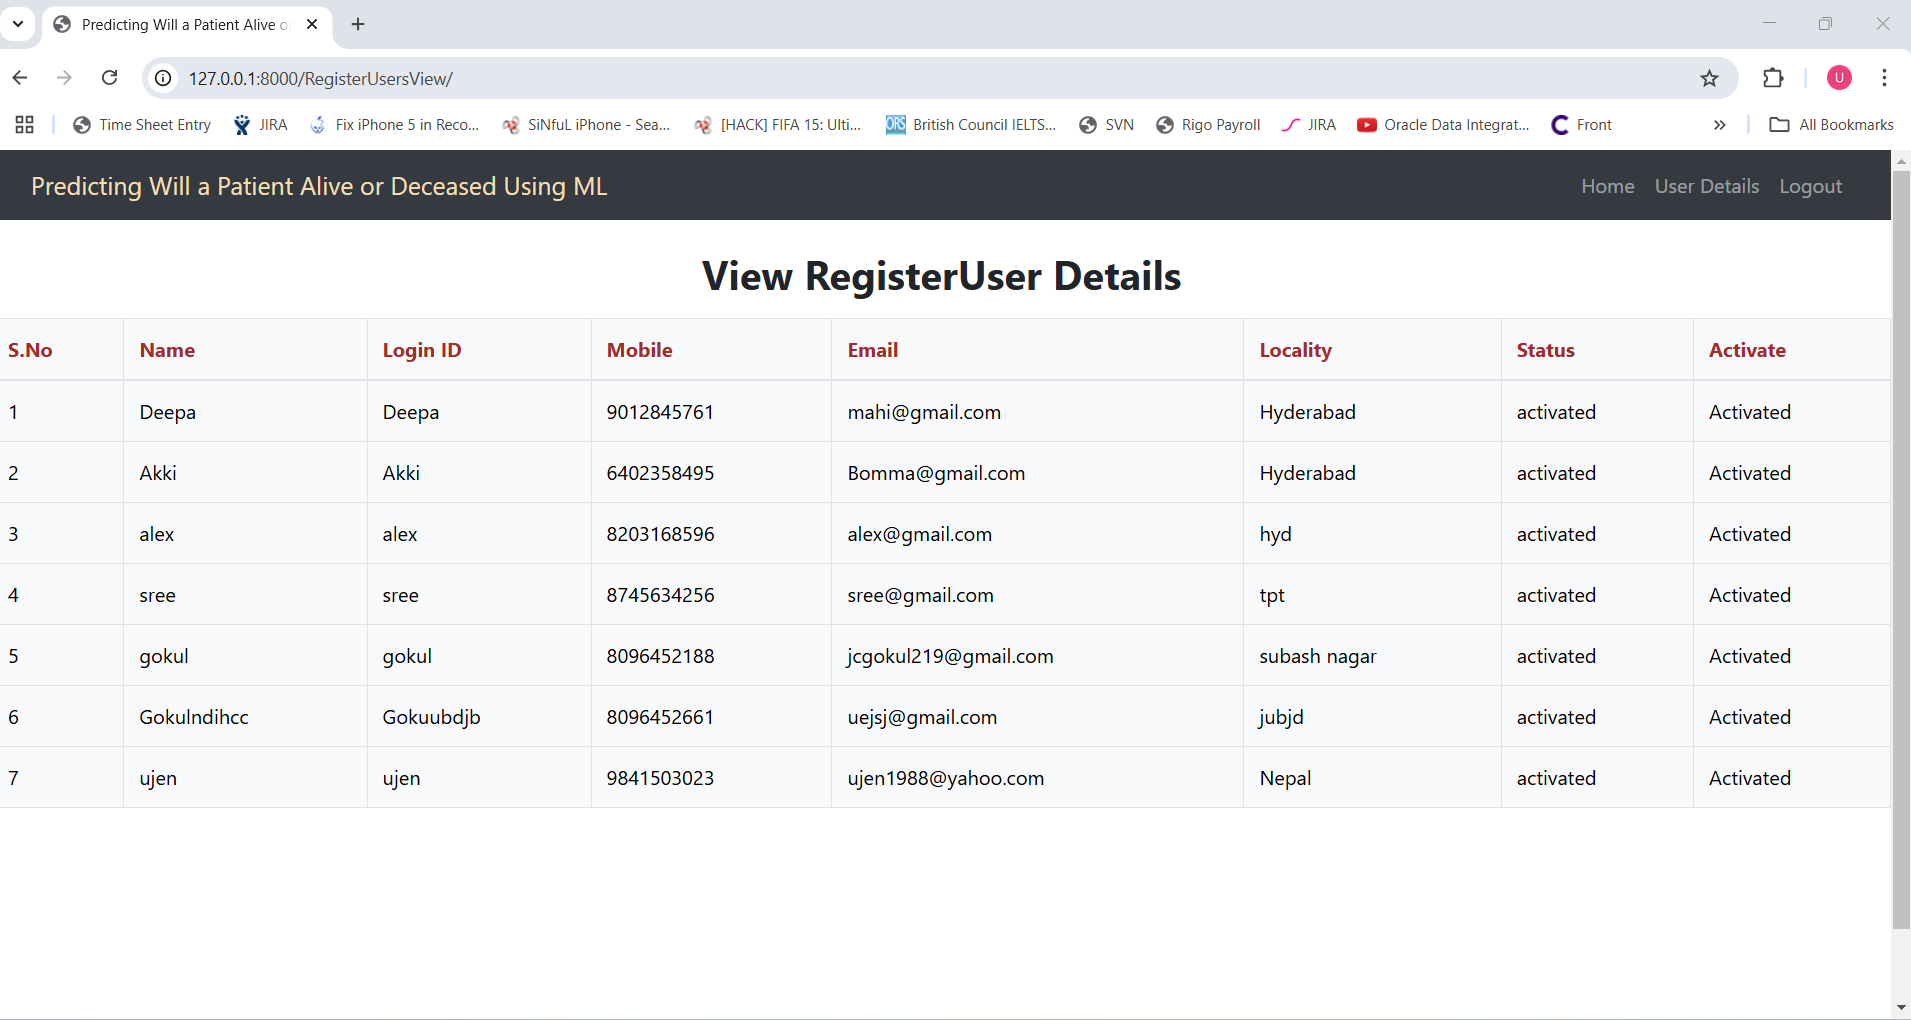 Predicting Will a Patient Alive o
127.0.0.1:8000/RegisterUsersView/
U
Time Sheet Entry JIRA Fix iPhone 5 in Reco... SiNfuL iPhone - Sea... [HACK] FIFA 15: Ulti... ORS British Council IELTS... SVN Rigo Payroll JIRA Oracle Data Integrat... Front All Bookmarks
Predicting Will a Patient Alive or Deceased Using ML Home User Details Logout
View RegisterUser Details
S.No Name Login ID Mobile Email Locality Status Activate
1 Deepa Deepa 9012845761 mahi@gmail.com Hyderabad activated Activated
2 Akki Akki 6402358495 Bomma@gmail.com Hyderabad activated Activated
3 alex alex 8203168596 alex@gmail.com hyd activated Activated
4 sree sree 8745634256 sree@gmail.com tpt activated Activated
5 gokul gokul 8096452188 jcgokul219@gmail.com subash nagar activated Activated
6 Gokulndihcc Gokuubdjb 8096452661 uejsj@gmail.com jubjd activated Activated
7 ujen ujen 9841503023 ujen1988@yahoo.com Nepal activated Activated